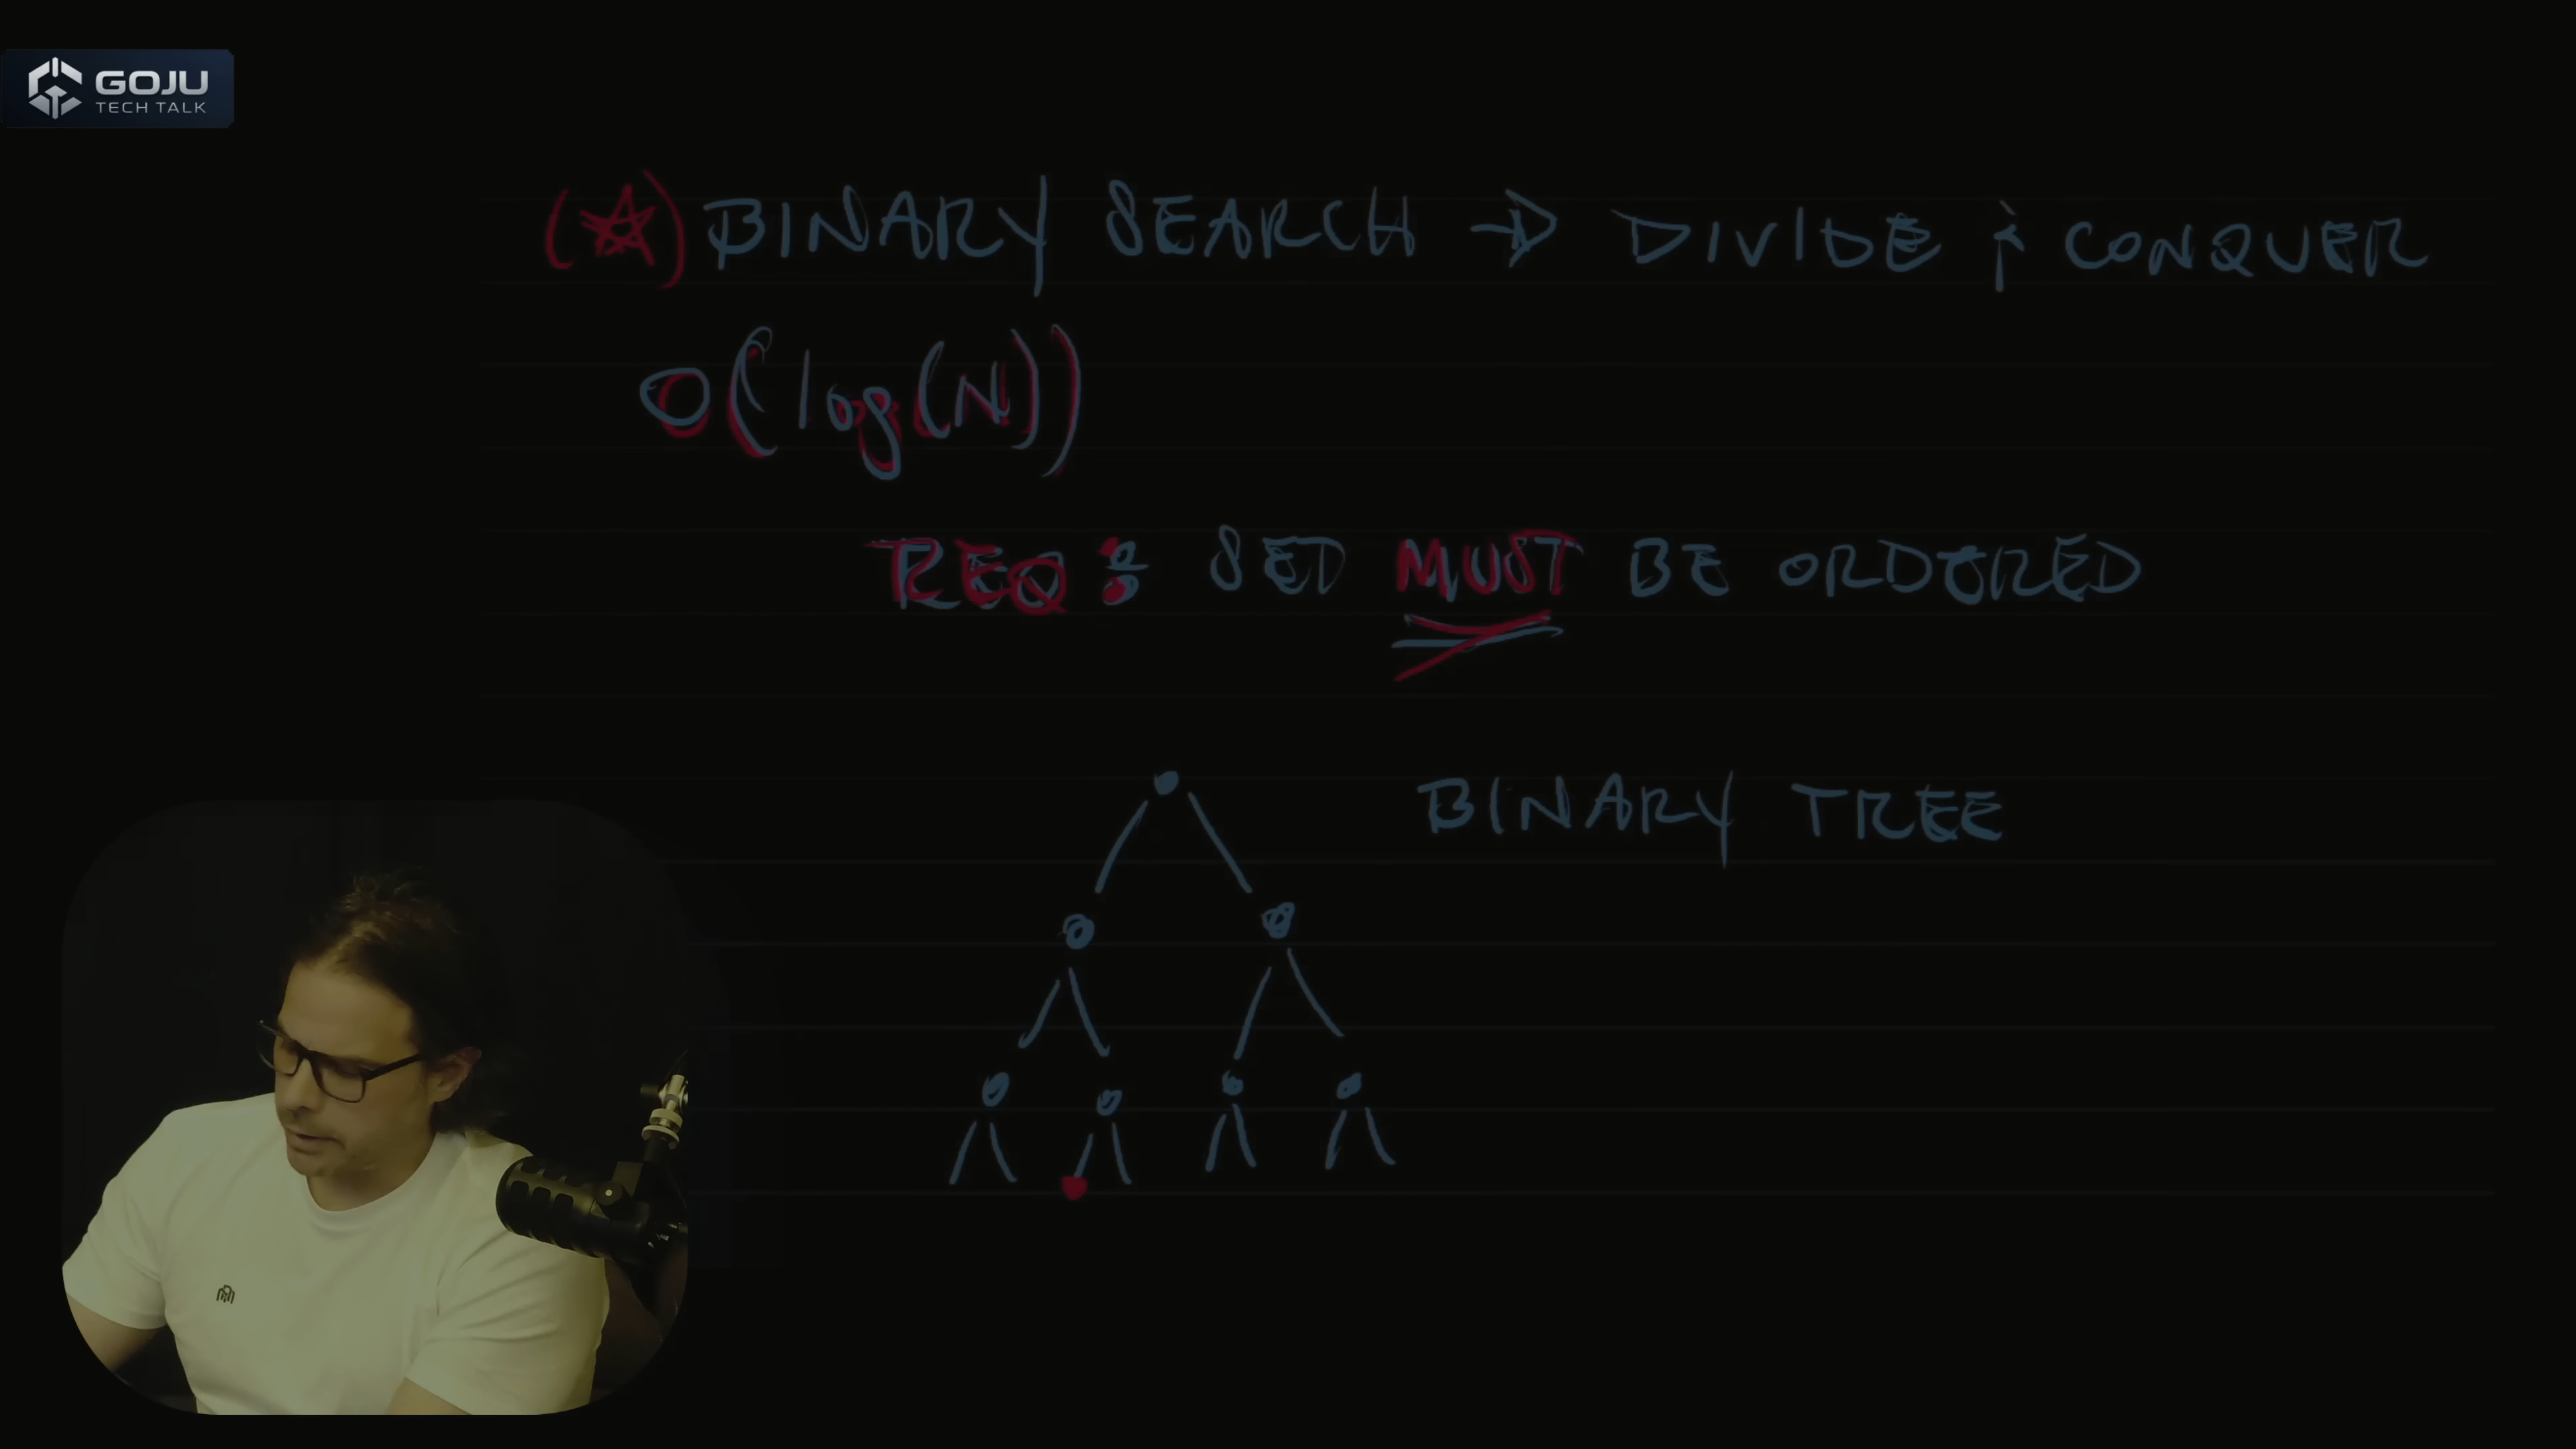 GOJU
TECH TALK
(☆) BINARY SEARCH → DIVIDE & CONQUER
O(log(N))
REQ: SET MUST BE ORDERED
BINARY TREE